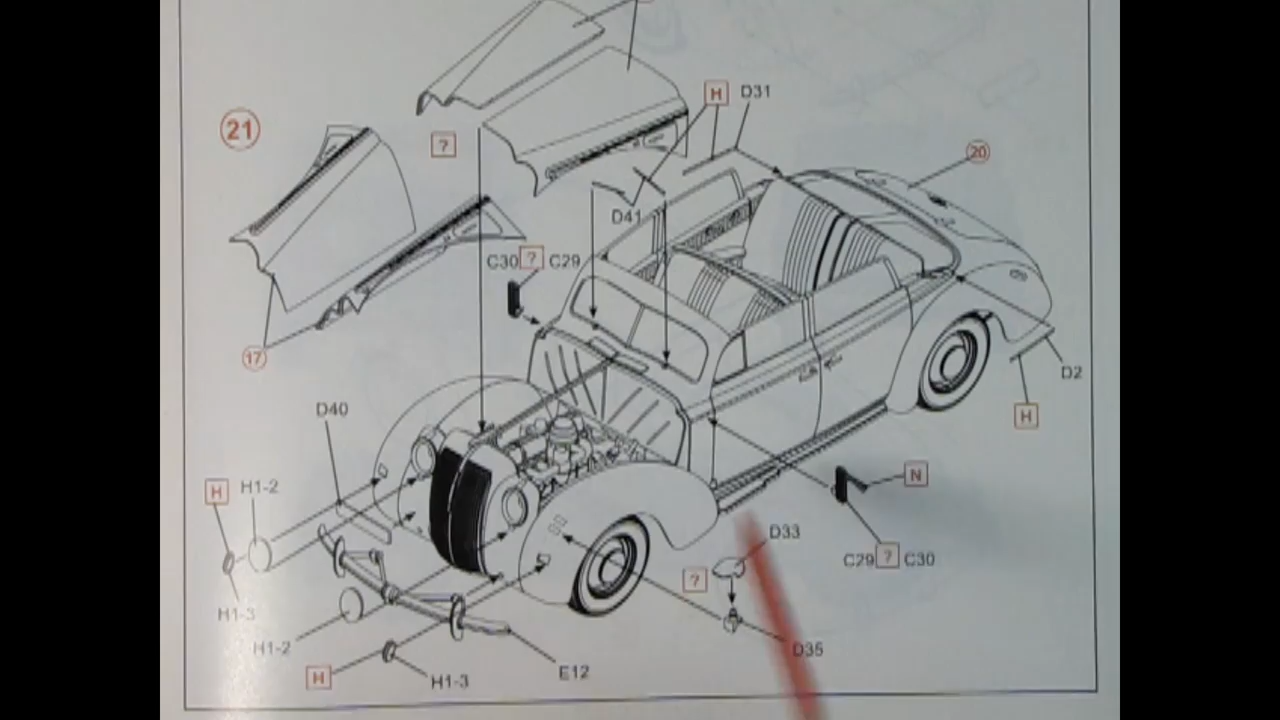 H D31
21
?
20
D41
C30 ? C29
17
D2
D40
H
H H1-2
N
D33
C29 ? C30
?
H1-3
H1-2
D35
E12
H
H1-3